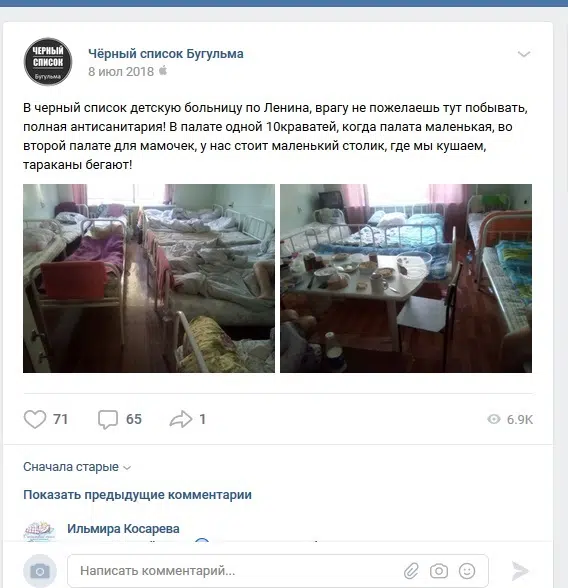 ЧЕРНЫЙ
СПИСОК
Бугульма
Чёрный список Бугульма
8 июл 2018
В черный список детскую больницу по Ленина, врагу не пожелаешь тут побывать,
полная антисанитария! В палате одной 10краватей, когда палата маленькая, во
второй палате для мамочек, у нас стоит маленький столик, где мы кушаем,
тараканы бегают!
71 65 1 6.9K
Сначала старые
Показать предыдущие комментарии
Ильмира Косарева
Написать комментарий...